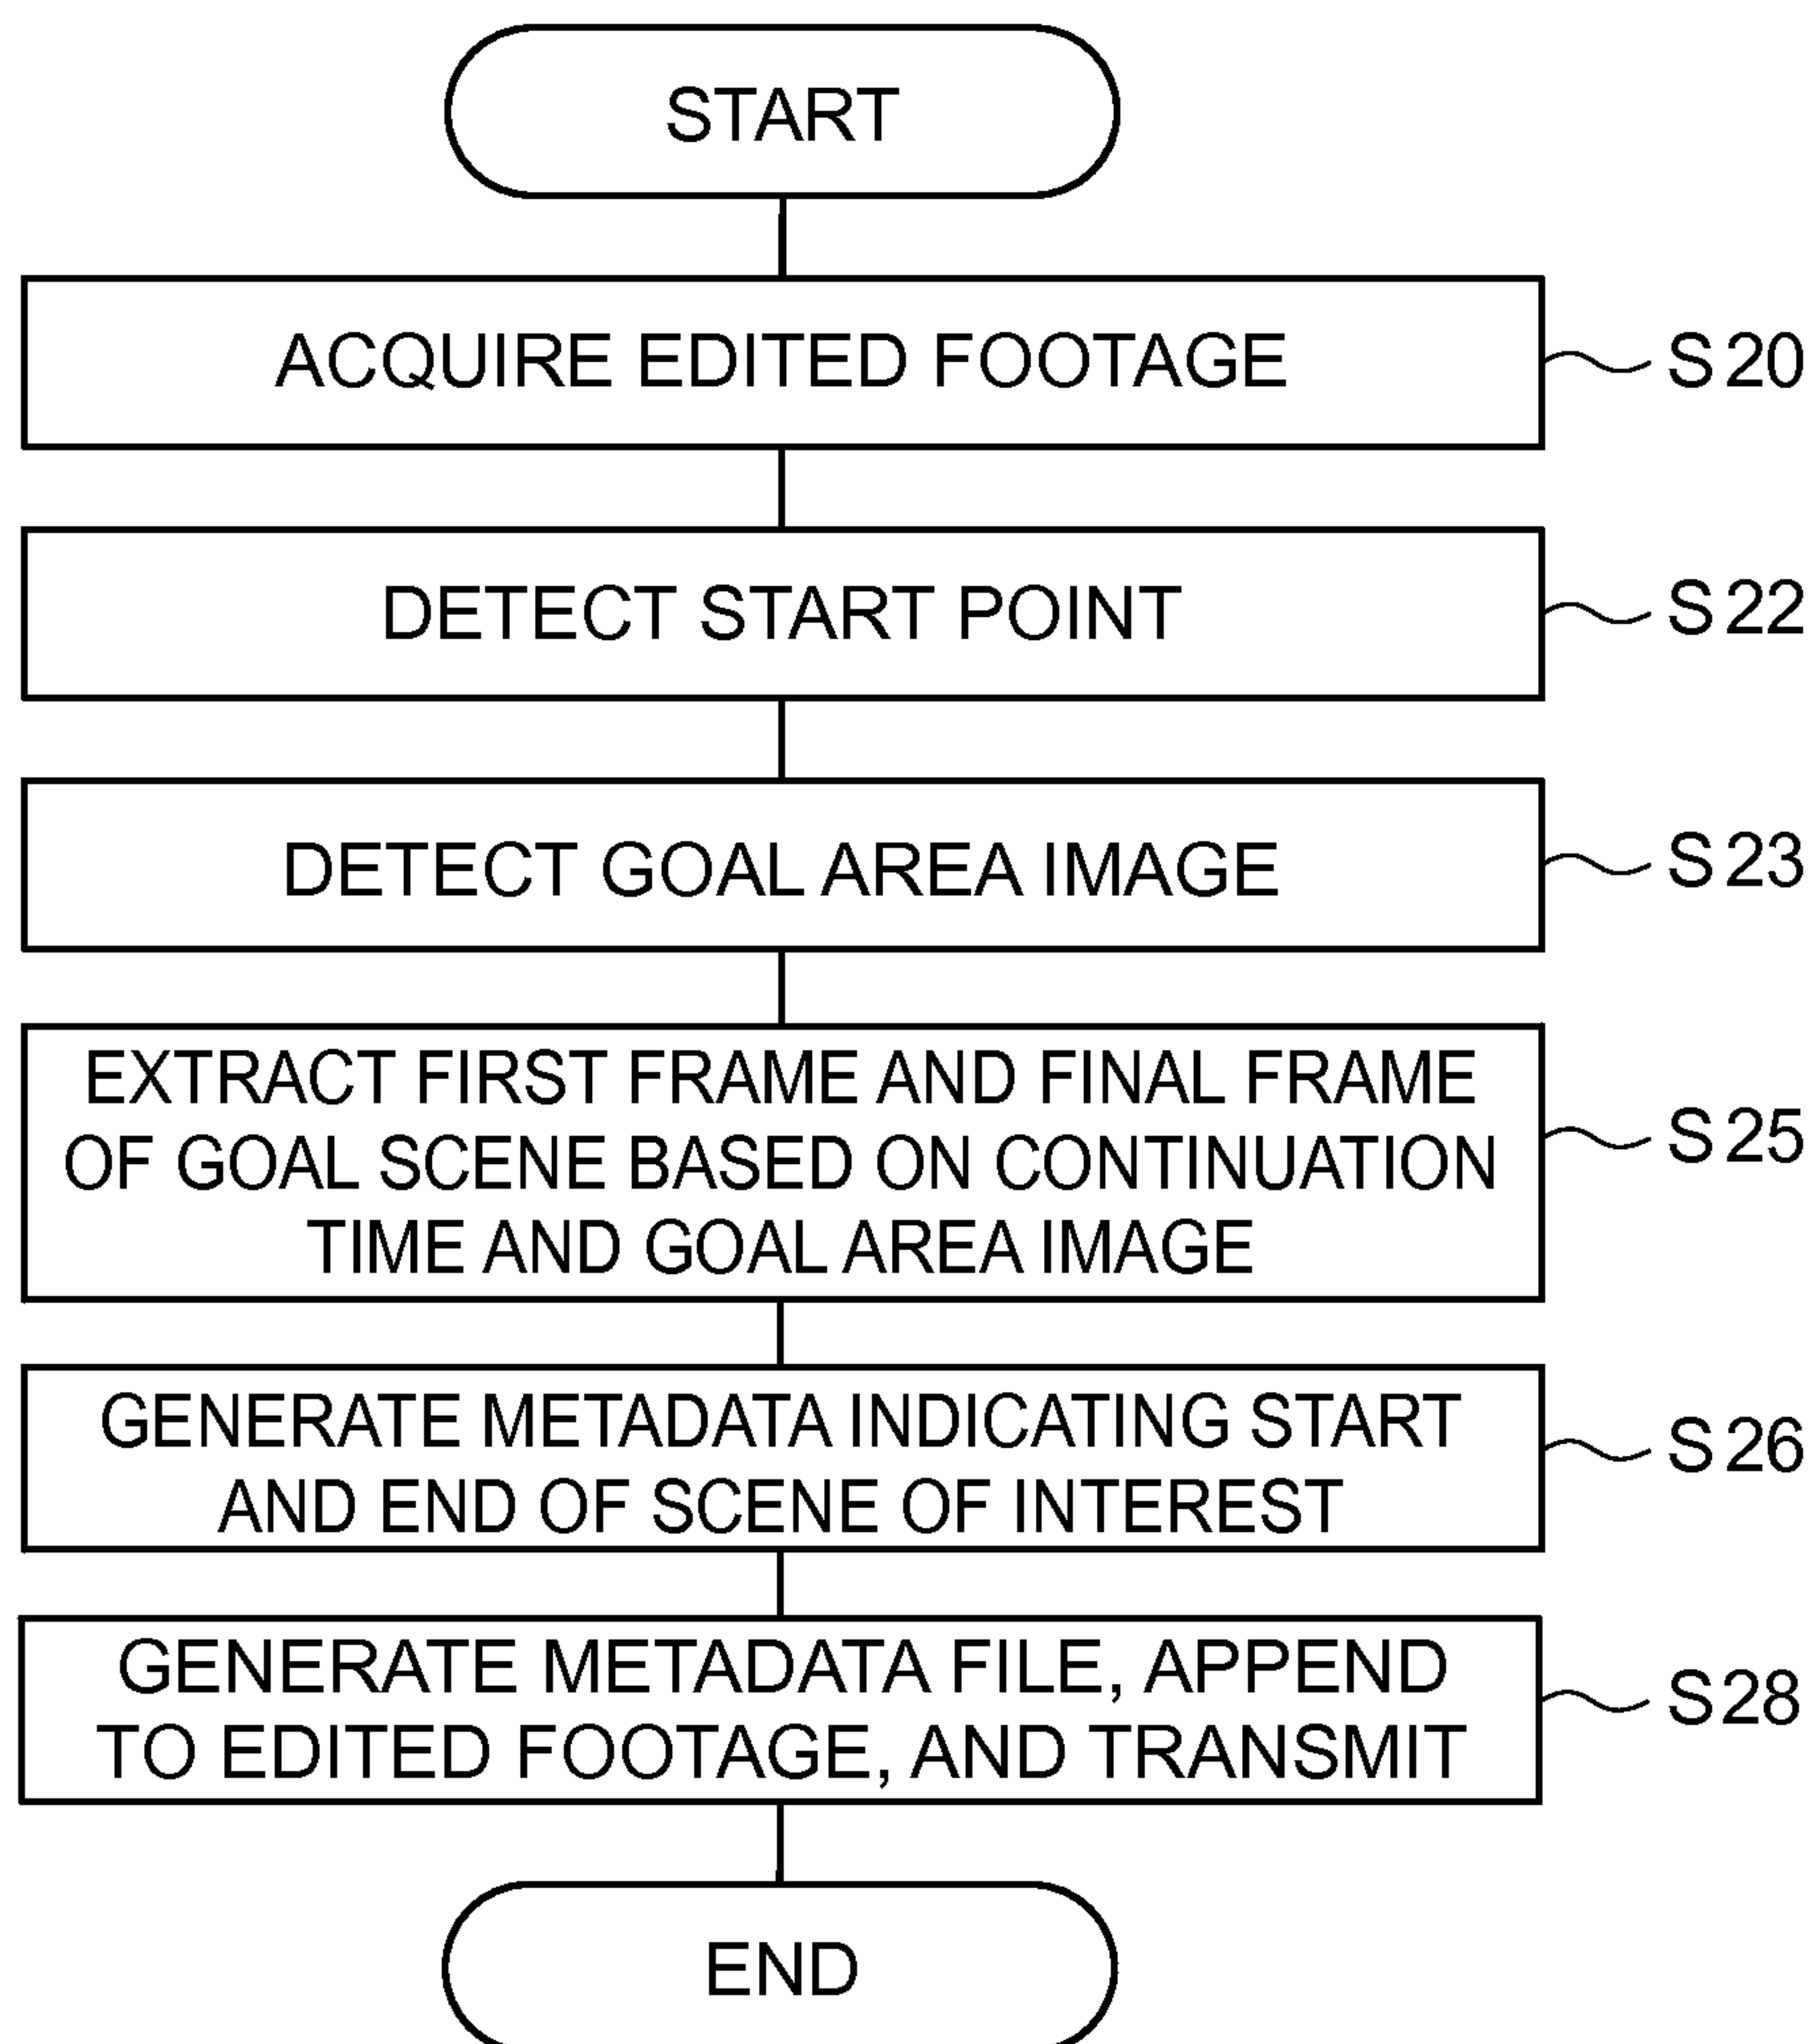 START
ACQUIRE EDITED FOOTAGE
S20
DETECT START POINT
S22
DETECT GOAL AREA IMAGE
S23
EXTRACT FIRST FRAME AND FINAL FRAME
OF GOAL SCENE BASED ON CONTINUATION
TIME AND GOAL AREA IMAGE
S25
GENERATE METADATA INDICATING START
AND END OF SCENE OF INTEREST
S26
GENERATE METADATA FILE, APPEND
TO EDITED FOOTAGE, AND TRANSMIT
S28
END